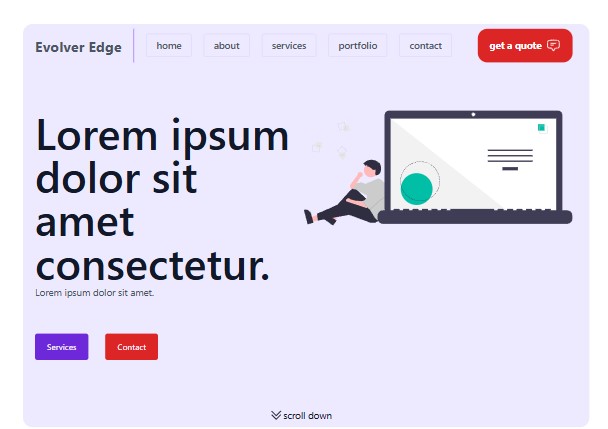 Evolver Edge
home
about
services
portfolio
contact
get a quote
Lorem ipsum
dolor sit
amet
consectetur.
Lorem ipsum dolor sit amet.
Services
Contact
scroll down